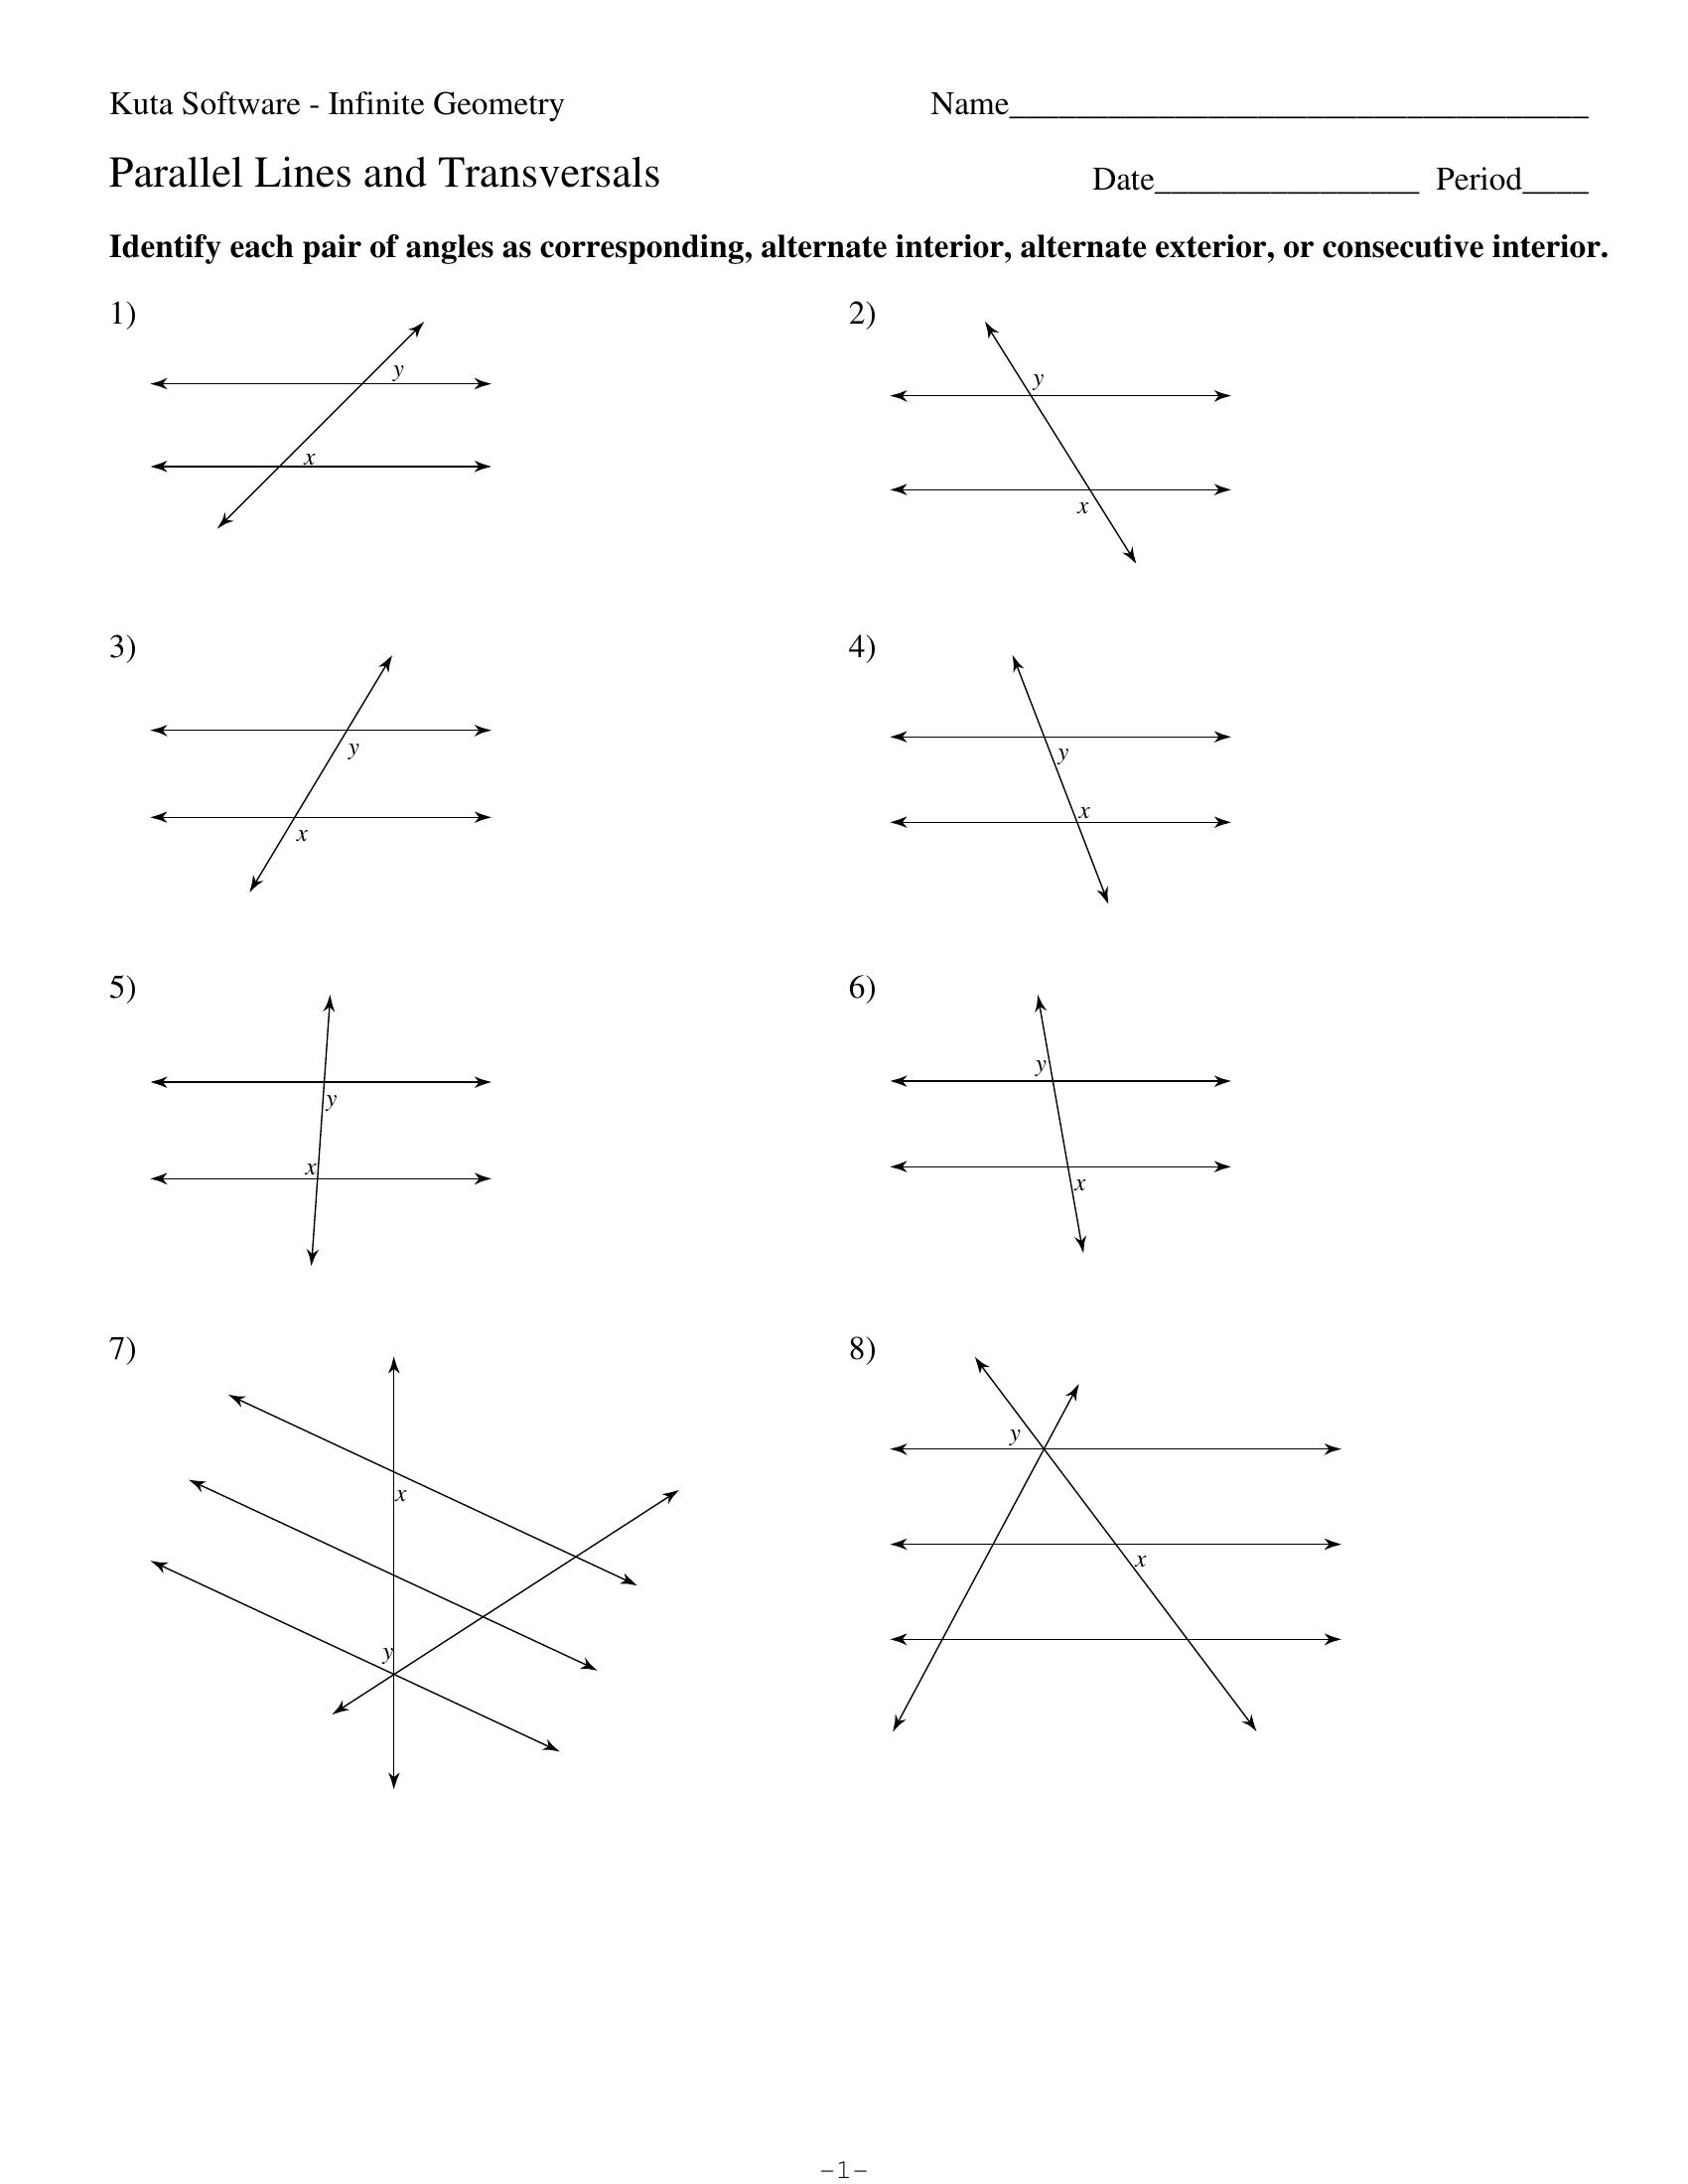 Kuta Software - Infinite Geometry
Name___________________________________
Parallel Lines and Transversals
Date________________ Period____
Identify each pair of angles as corresponding, alternate interior, alternate exterior, or consecutive interior.
1)
y
x
2)
y
x
3)
y
x
4)
y
x
5)
y
x
6)
y
x
7)
x
y
8)
y
x
-1-